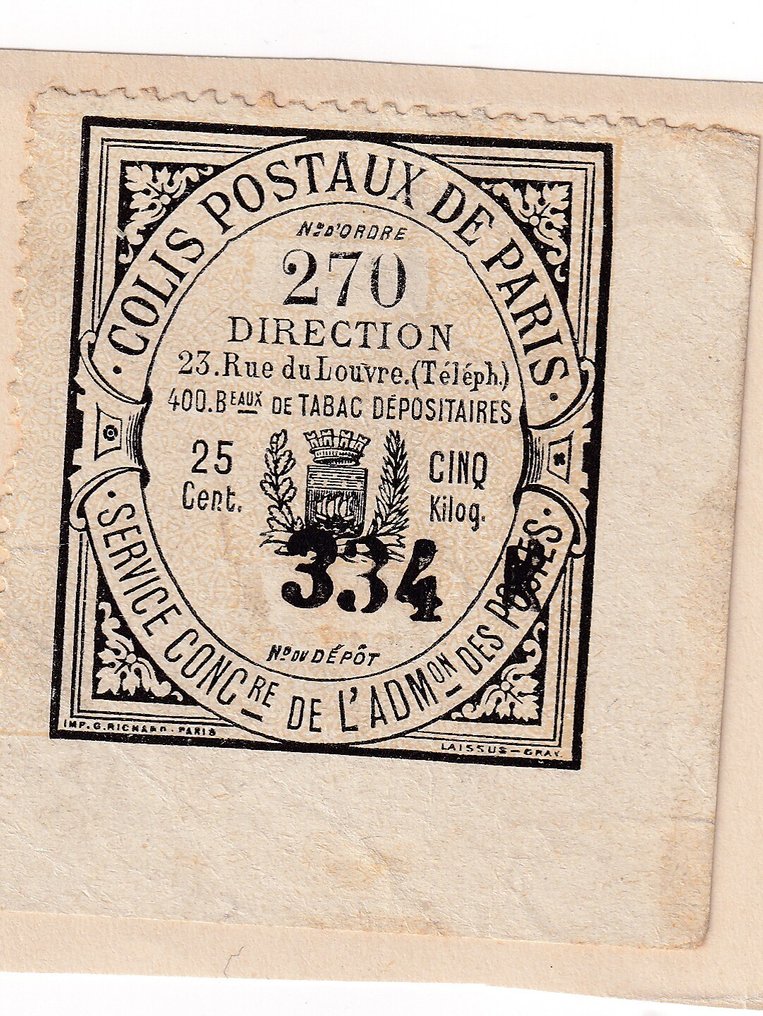 · COLIS POSTAUX DE PARIS ·
Nº D'ORDRE
270
DIRECTION
23. Rue du Louvre. (Téléph.)
400. BEAUX DE TABAC DÉPOSITAIRES
25 Cent.
CINQ Kilog.
334
Nº DU DÉPÔT
· SERVICE CONCRE DE L'ADMON DES POSTES ·
IMP. G. RICHARD - PARIS
LAISSUS - GRAV.